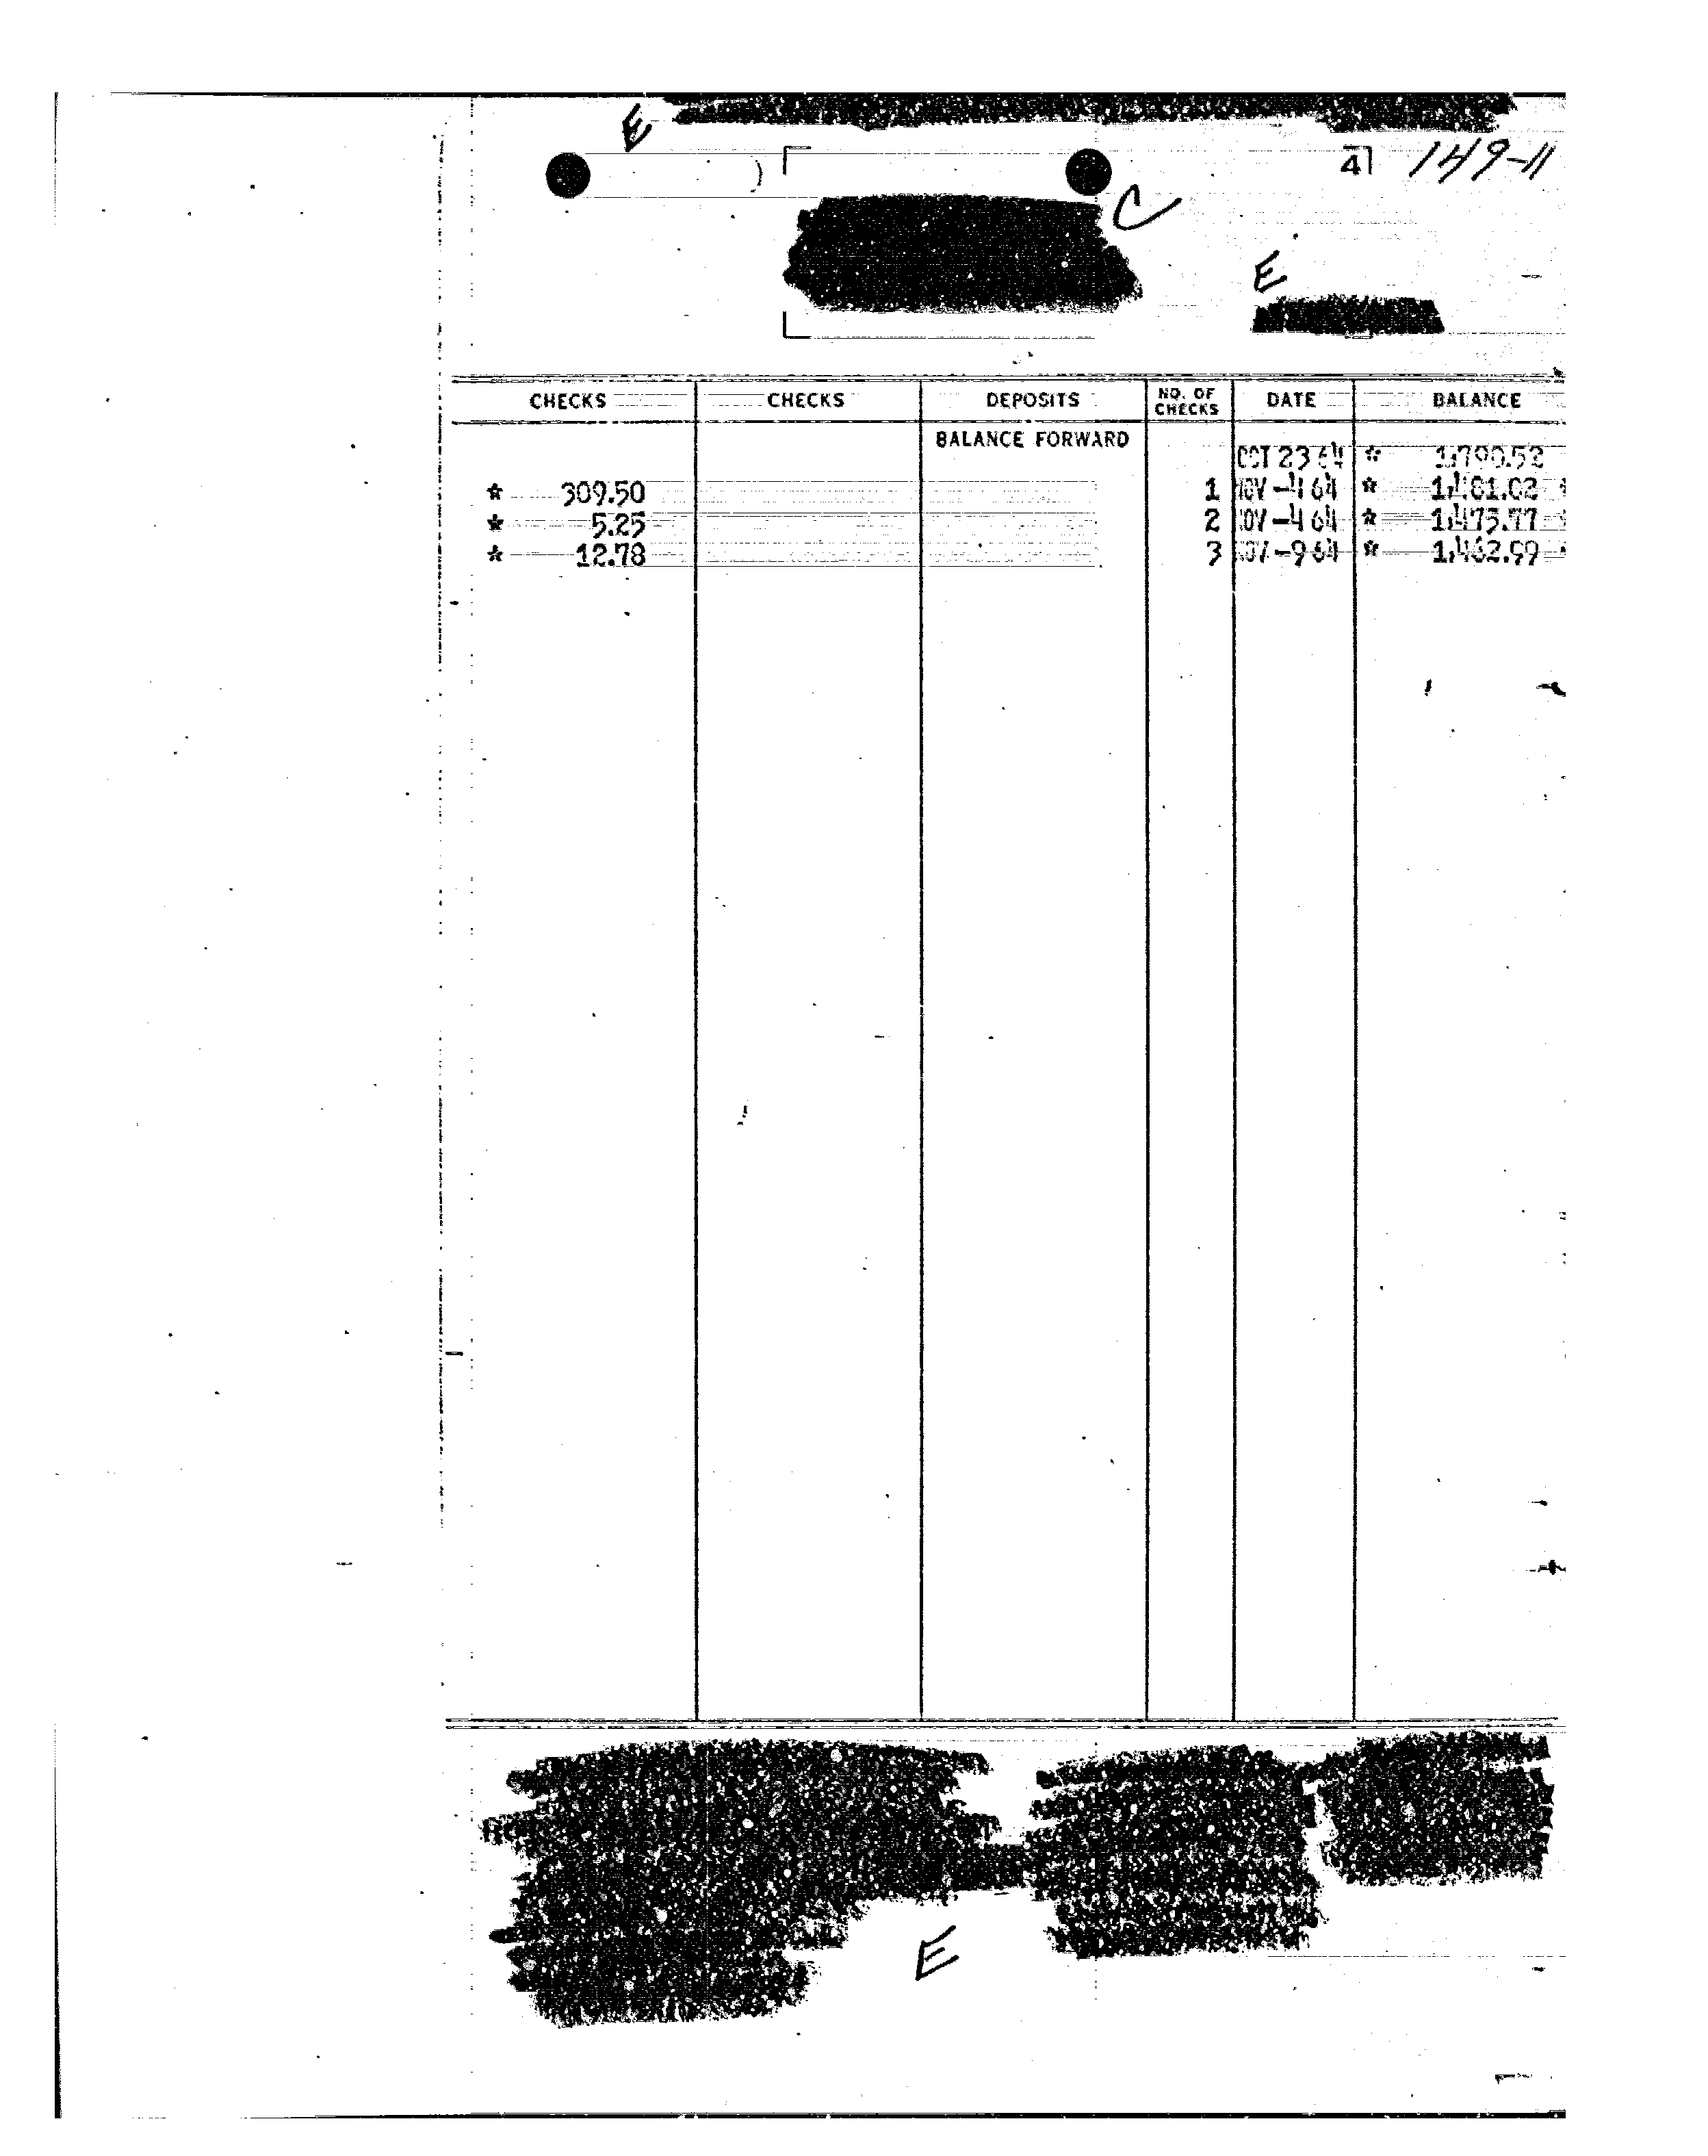 E
4 149-11
C
E
CHECKS CHECKS DEPOSITS NO. OF CHECKS DATE BALANCE
BALANCE FORWARD
OCT 23 64 * 1,790.52
* 309.50 1 NOV -4 64 * 1,481.02
* 5.25 2 NOV -4 64 * 1,475.77
* 12.78 3 NOV -9 64 * 1,462.99
E